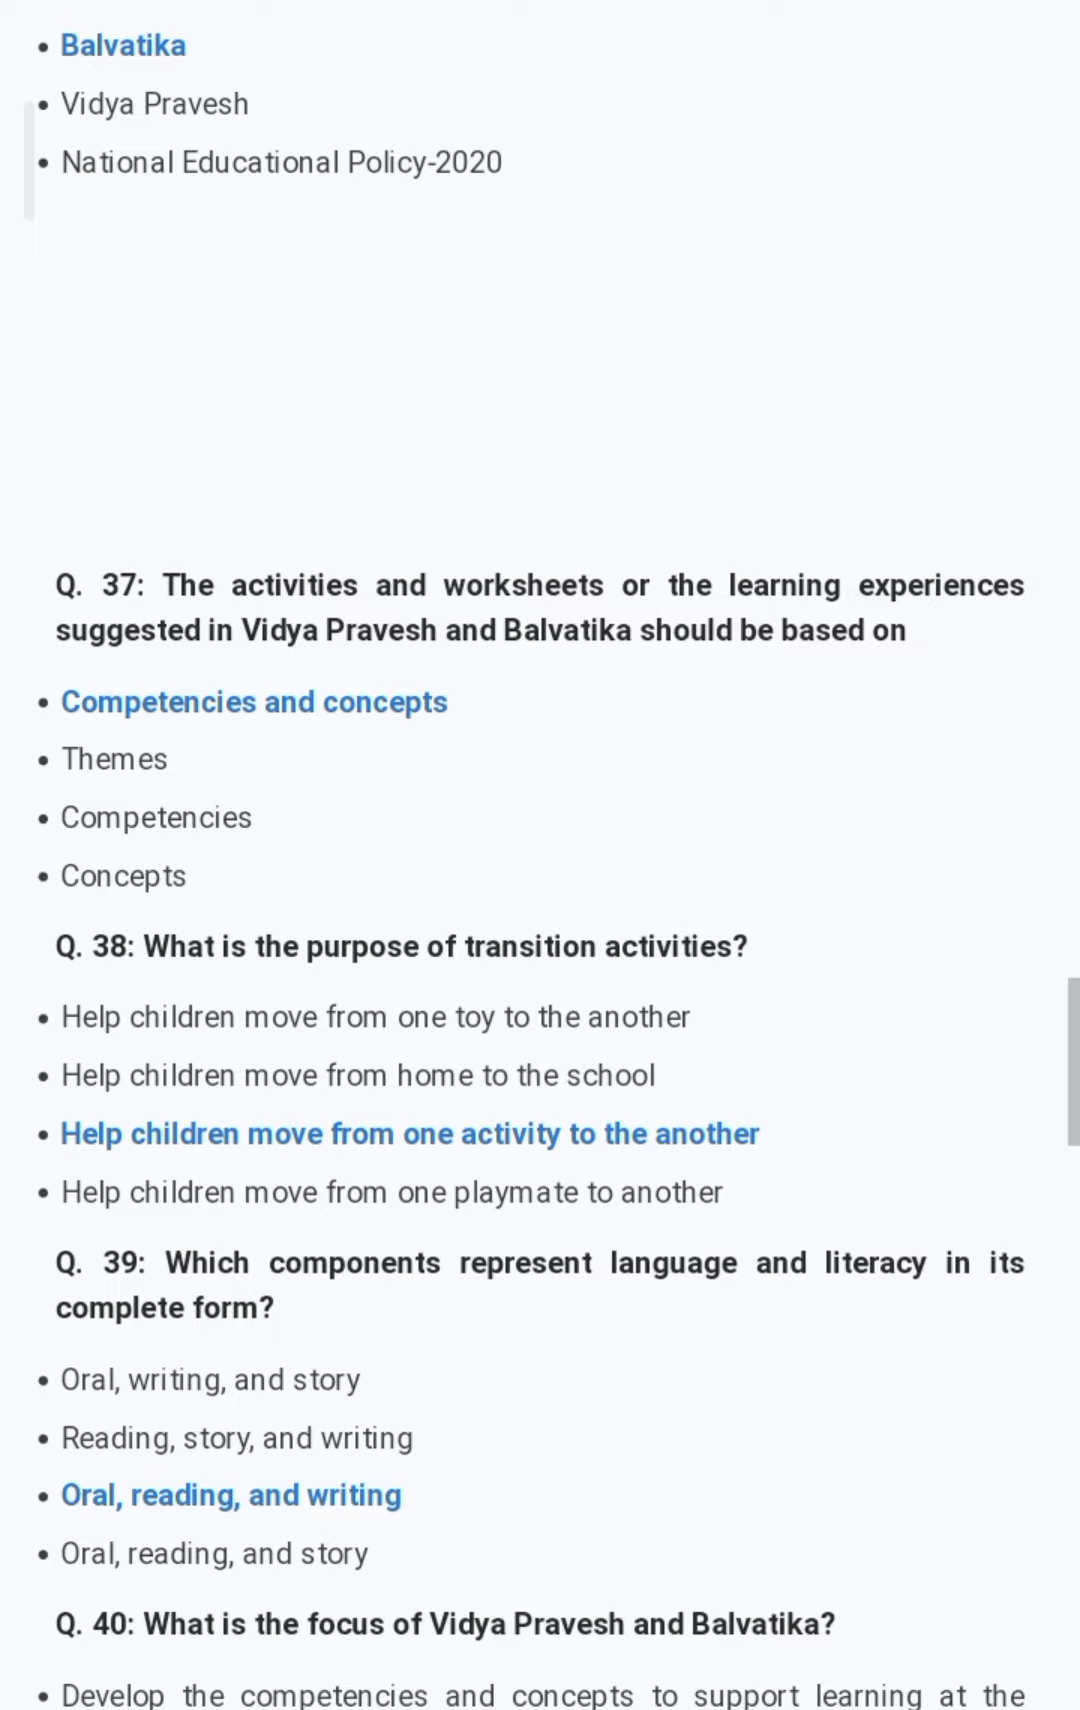 • Balvatika
• Vidya Pravesh
• National Educational Policy-2020
Q. 37: The activities and worksheets or the learning experiences
suggested in Vidya Pravesh and Balvatika should be based on
• Competencies and concepts
• Themes
• Competencies
• Concepts
Q. 38: What is the purpose of transition activities?
• Help children move from one toy to the another
• Help children move from home to the school
• Help children move from one activity to the another
• Help children move from one playmate to another
Q. 39: Which components represent language and literacy in its
complete form?
• Oral, writing, and story
• Reading, story, and writing
• Oral, reading, and writing
• Oral, reading, and story
Q. 40: What is the focus of Vidya Pravesh and Balvatika?
• Develop the competencies and concepts to support learning at the